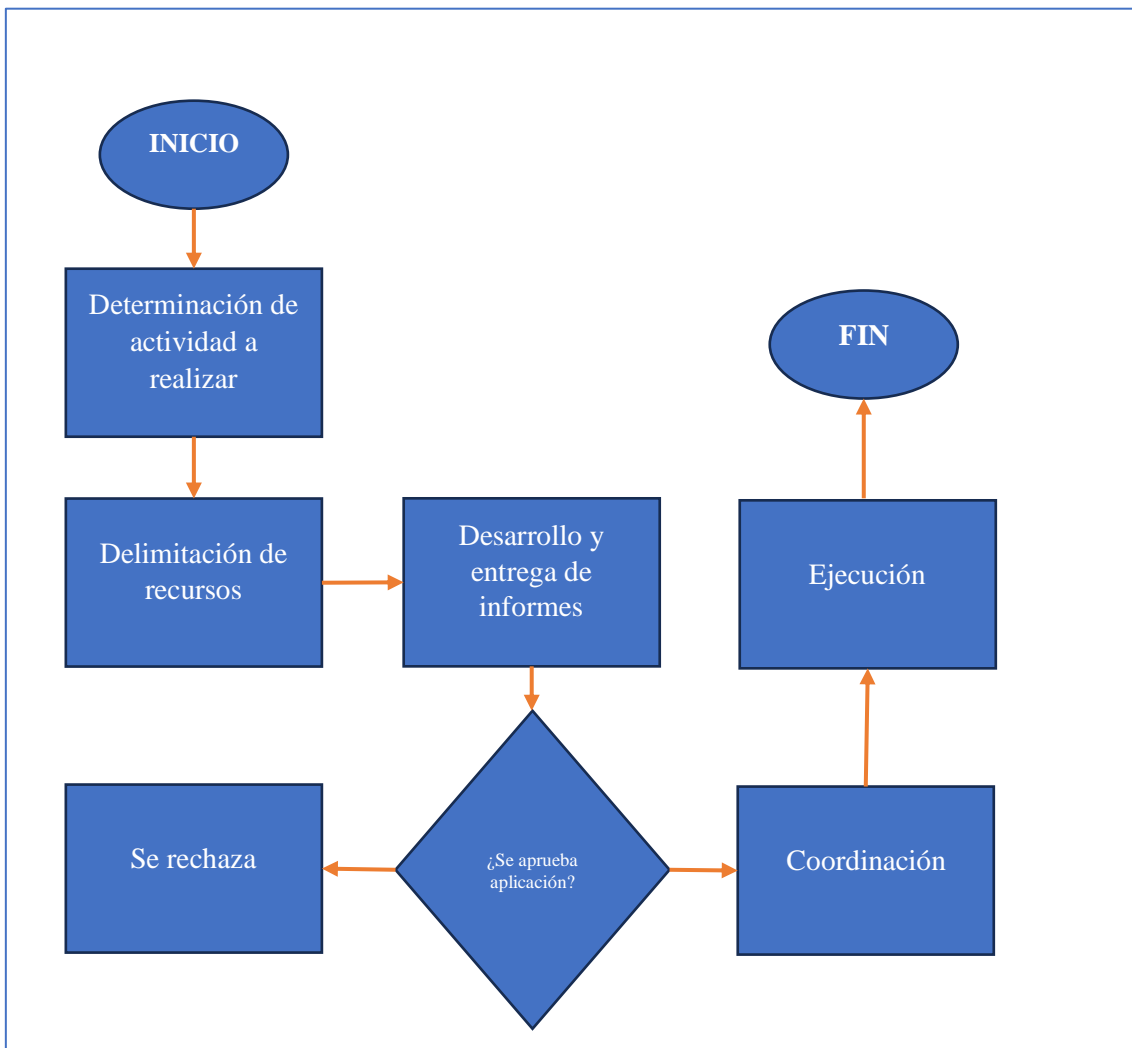 INICIO
Determinación de
actividad a
realizar
Delimitación de
recursos
Desarrollo y
entrega de
informes
¿Se aprueba
aplicación?
Se rechaza
Coordinación
Ejecución
FIN